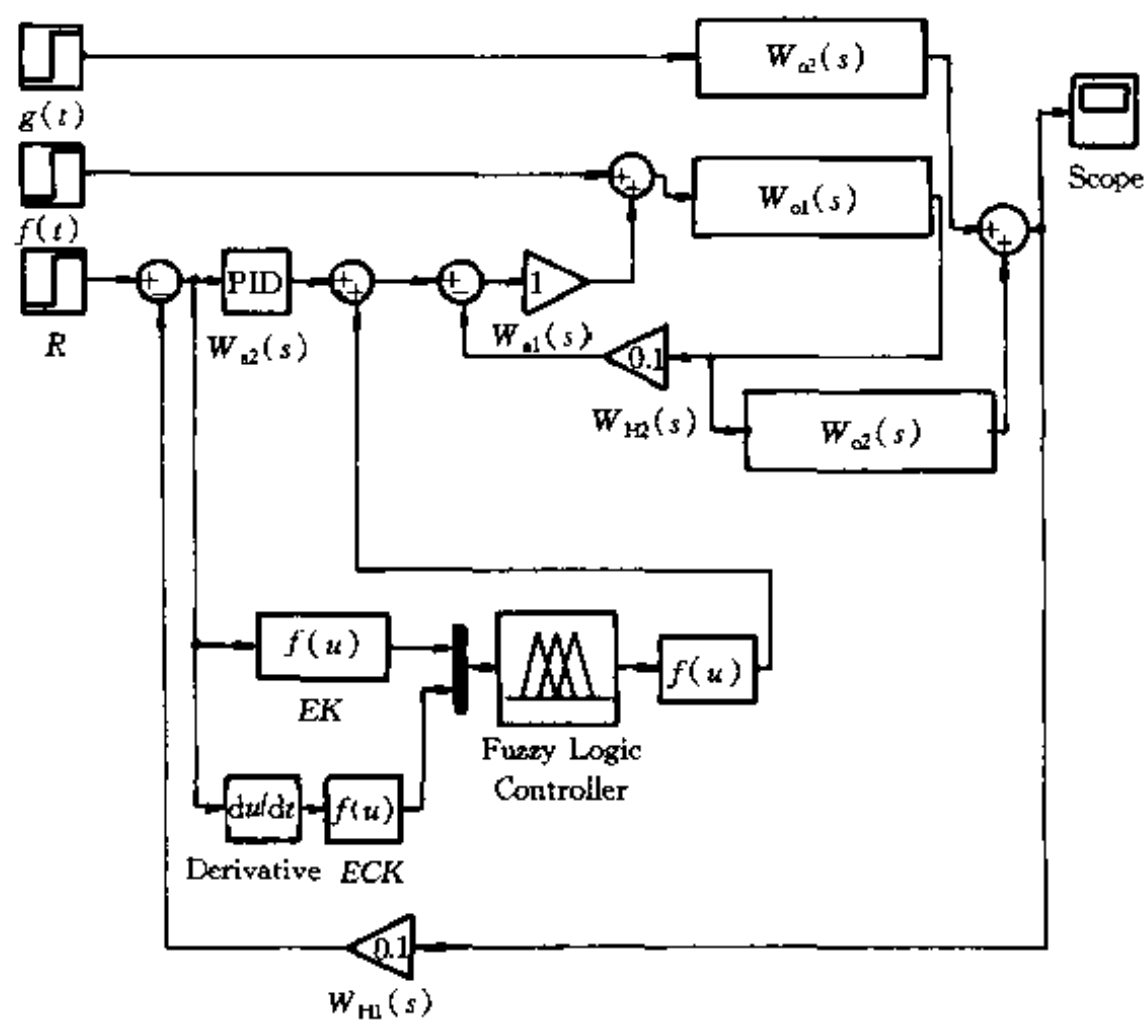 W_o2(s)
g(t)
Scope
+
+
W_o1(s)
f(t)
+
+
+
−
PID
+
+
+
−
1
R
W_a2(s)
W_a1(s)
0.1
W_H2(s)
W_o2(s)
f(u)
EK
f(u)
Fuzzy Logic
Controller
du/dt
f(u)
Derivative
ECK
0.1
W_H1(s)